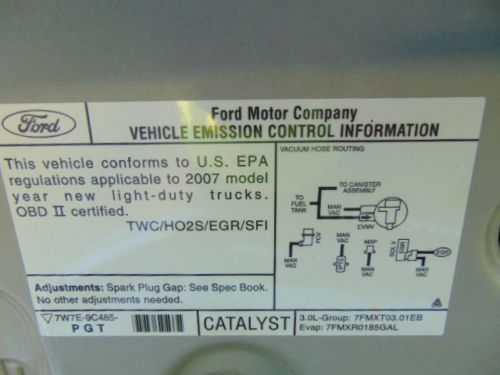 Ford
Ford Motor Company
VEHICLE EMISSION CONTROL INFORMATION
This vehicle conforms to U.S. EPA
regulations applicable to 2007 model
year new light-duty trucks.
OBD II certified.
TWC/HO2S/EGR/SFI
Adjustments: Spark Plug Gap: See Spec Book.
No other adjustments needed.
VACUUM HOSE ROUTING
TO CANISTER
ASSEMBLY
TO
FUEL
TANK
MAN
VAC
EVMV
PCV
MAN
VAC
MAN
VAC
MAP
MAN
VAC
MAN
VAC
EGR
7W7E-9C485-
PGT
CATALYST
3.0L-Group: 7FMXT03.01EB
Evap: 7FMXR0185GAL